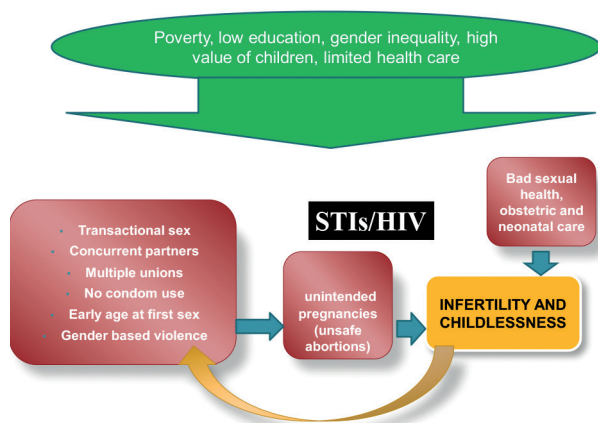 Poverty, low education, gender inequality, high
value of children, limited health care
Bad sexual
health,
obstetric and
neonatal care
STIs/HIV
• Transactional sex
• Concurrent partners
• Multiple unions
• No condom use
• Early age at first sex
• Gender based violence
unintended
pregnancies
(unsafe
abortions)
INFERTILITY AND
CHILDLESSNESS